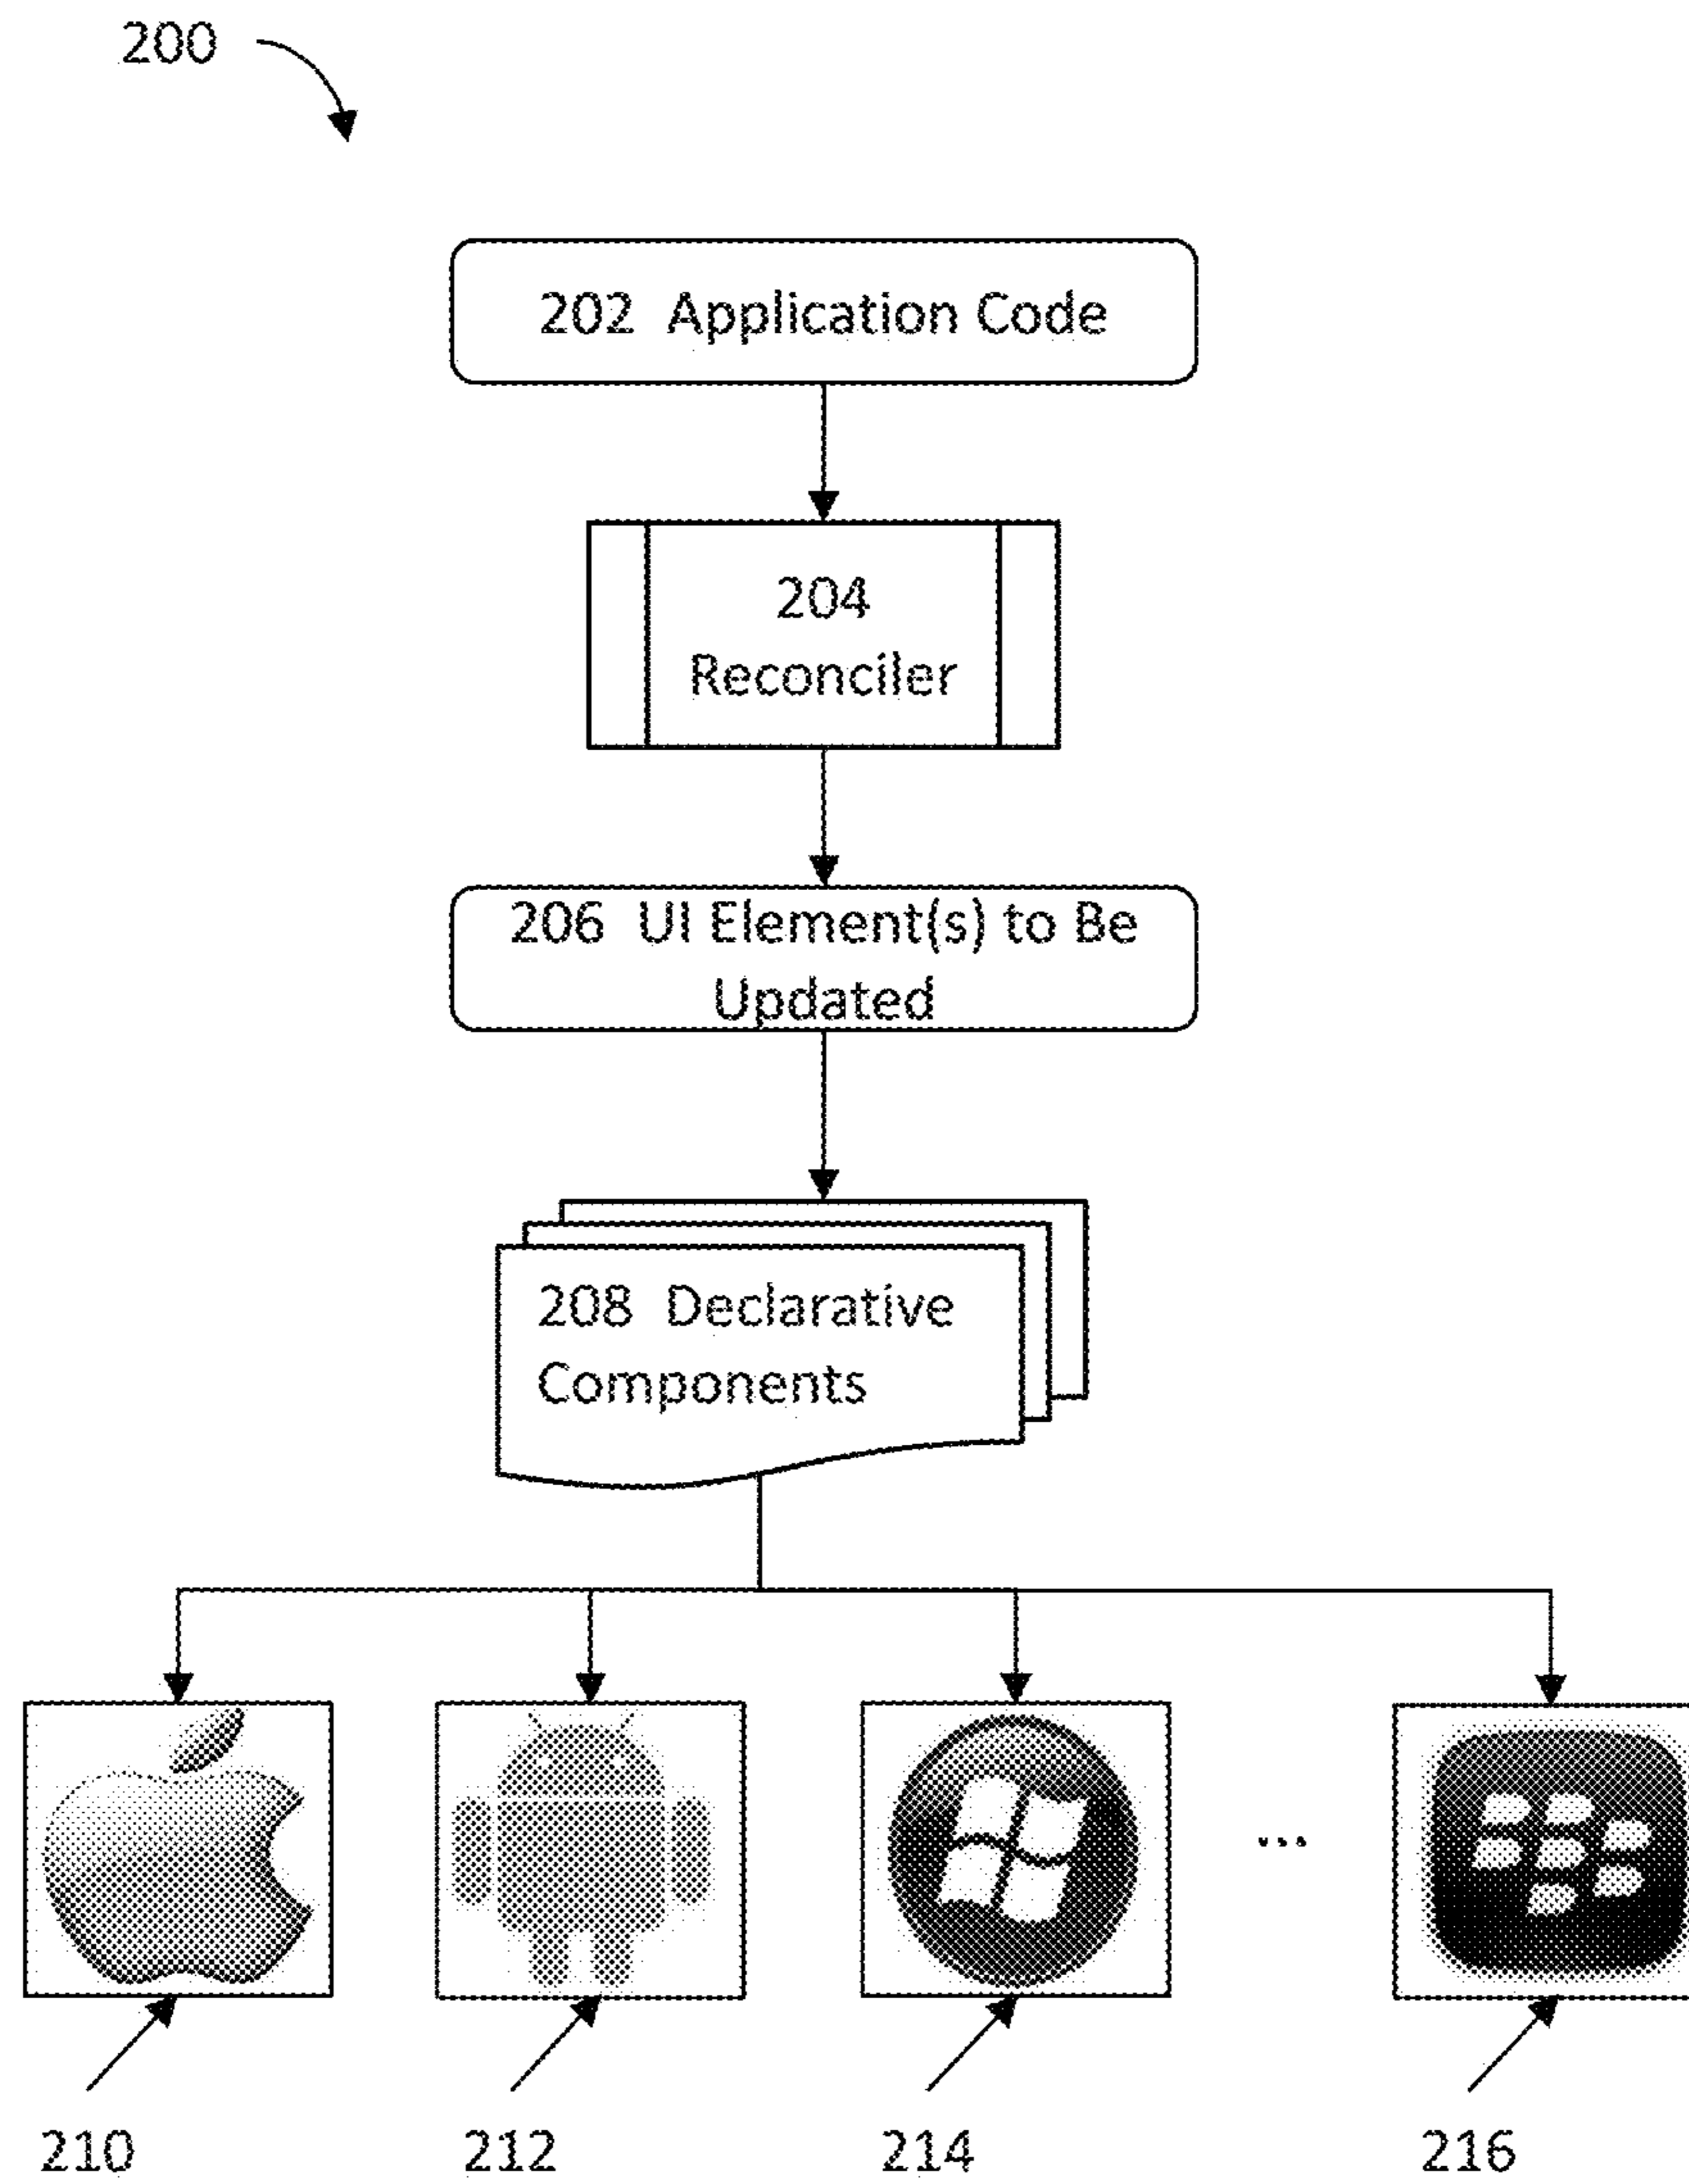 200
202 Application Code
204
Reconciler
206 UI Element(s) to Be
Updated
208 Declarative
Components
...
210
212
214
216